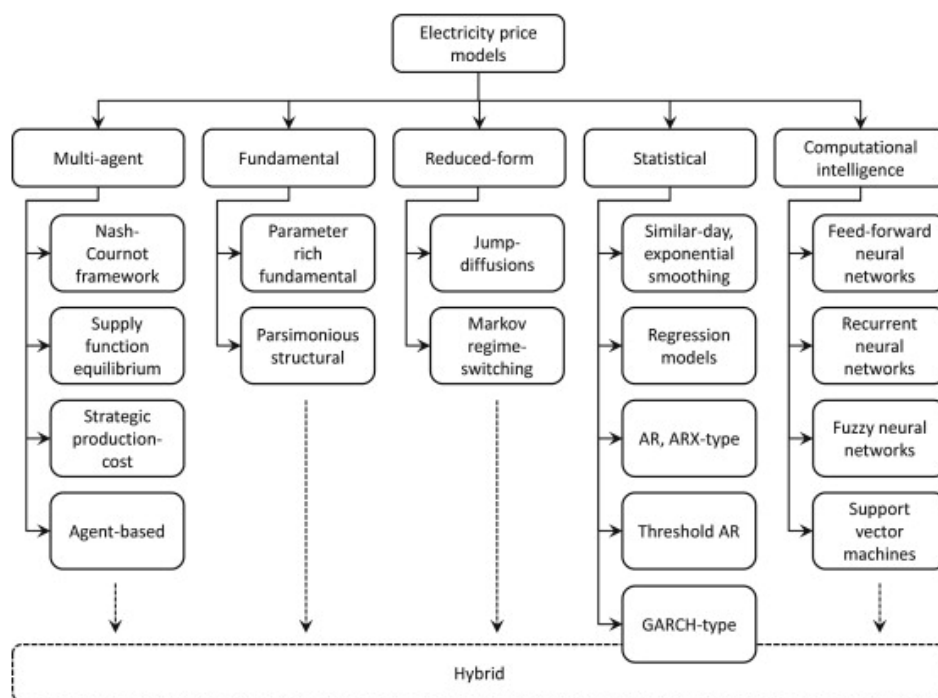 Electricity price
models
Multi-agent
Fundamental
Reduced-form
Statistical
Computational
intelligence
Nash-
Cournot
framework
Supply
function
equilibrium
Strategic
production-
cost
Agent-based
Parameter
rich
fundamental
Parsimonious
structural
Jump-
diffusions
Markov
regime-
switching
Similar-day,
exponential
smoothing
Regression
models
AR, ARX-type
Threshold AR
GARCH-type
Feed-forward
neural
networks
Recurrent
neural
networks
Fuzzy neural
networks
Support
vector
machines
Hybrid